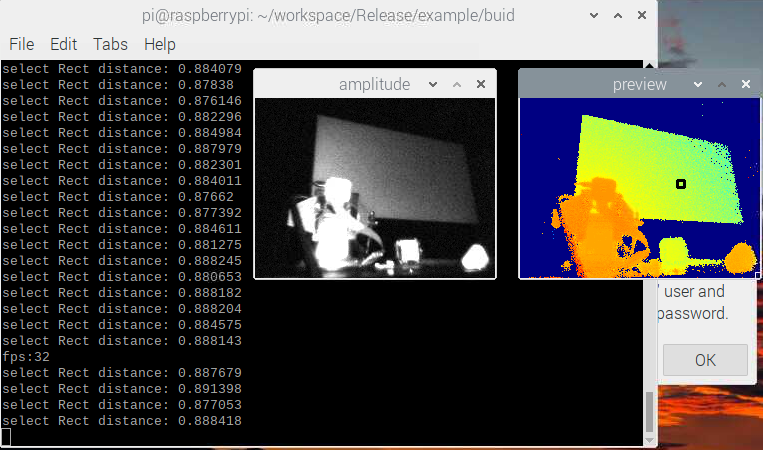 pi@raspberrypi: ~/workspace/Release/example/buid
File Edit Tabs Help
select Rect distance: 0.884079
select Rect distance: 0.87838
select Rect distance: 0.876146
select Rect distance: 0.882296
select Rect distance: 0.884984
select Rect distance: 0.887979
select Rect distance: 0.882301
select Rect distance: 0.884011
select Rect distance: 0.87662
select Rect distance: 0.877392
select Rect distance: 0.884611
select Rect distance: 0.881275
select Rect distance: 0.888245
select Rect distance: 0.880653
select Rect distance: 0.888182
select Rect distance: 0.888204
select Rect distance: 0.884575
select Rect distance: 0.888143
fps:32
select Rect distance: 0.887679
select Rect distance: 0.891398
select Rect distance: 0.877053
select Rect distance: 0.888418
amplitude
preview
' user and
password.
OK